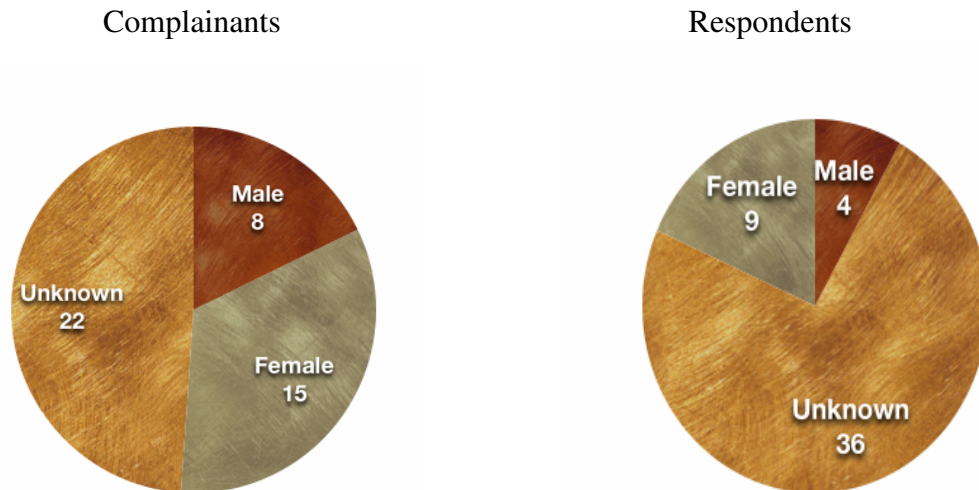 Complainants
Respondents
Male
8
Unknown
22
Female
15
Female
9
Male
4
Unknown
36